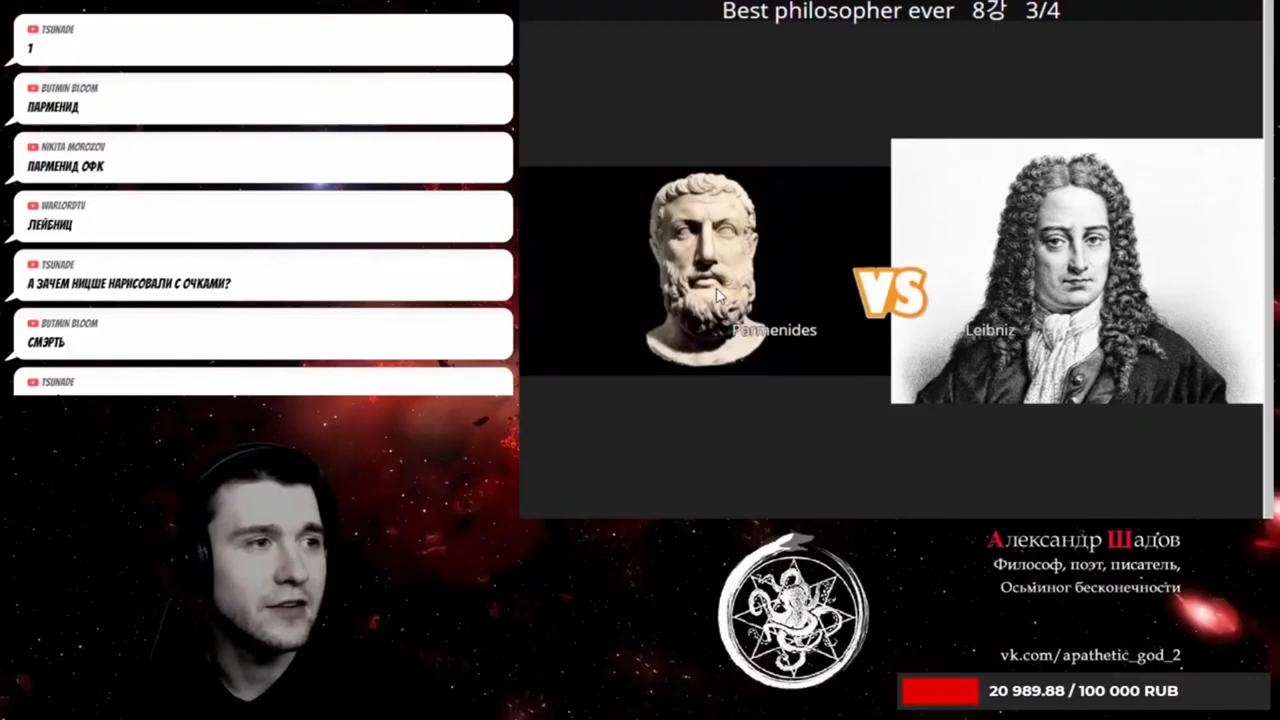 TSUNADE
1
BUTMIN BLOOM
ПАРМЕНИД
NIKITA MOROZOV
ПАРМЕНИД ОФК
WARLORDTV
ЛЕЙБНИЦ
TSUNADE
А ЗАЧЕМ НИЦШЕ НАРИСОВАЛИ С ОЧКАМИ?
BUTMIN BLOOM
СМЭРТЬ
TSUNADE
Best philosopher ever 8강 3/4
VS
Parmenides
Leibniz
Александр Шадов
Философ, поэт, писатель,
Осьминог бесконечности
vk.com/apathetic_god_2
20 989.88 / 100 000 RUB